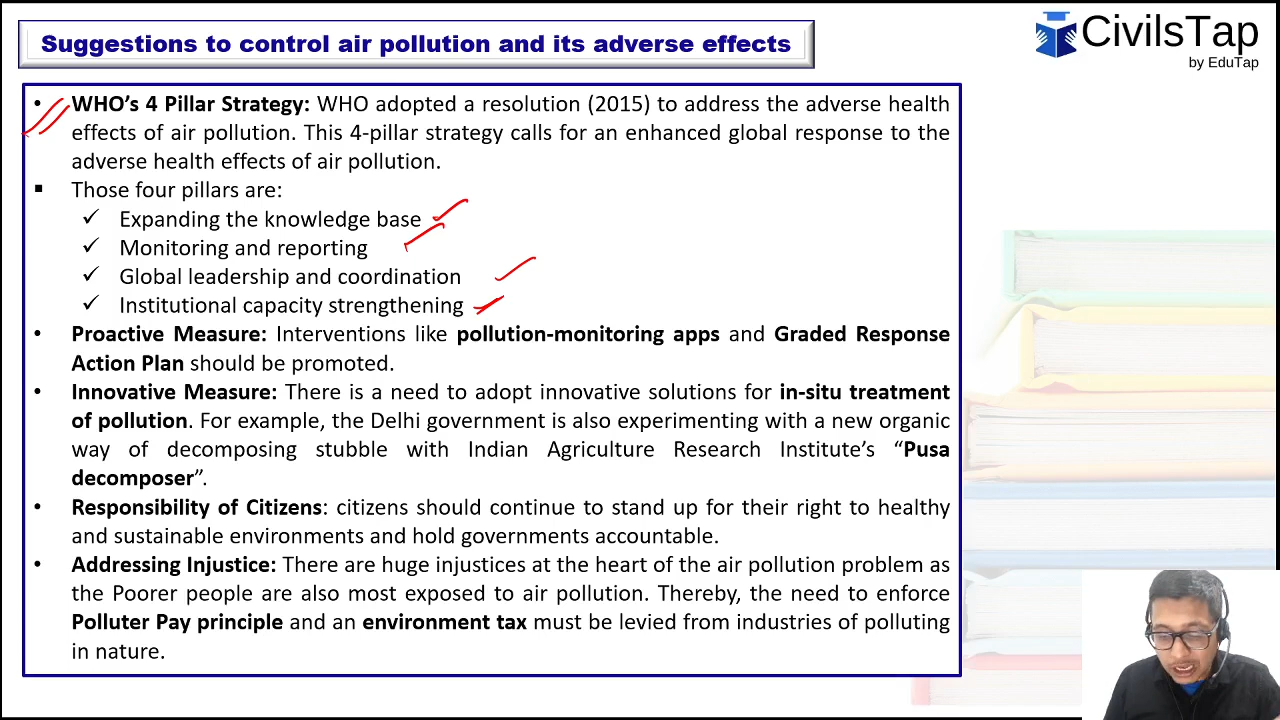 Suggestions to control air pollution and its adverse effects
CivilsTap
by EduTap
• WHO’s 4 Pillar Strategy: WHO adopted a resolution (2015) to address the adverse health
effects of air pollution. This 4-pillar strategy calls for an enhanced global response to the
adverse health effects of air pollution.
▪ Those four pillars are:
✓ Expanding the knowledge base
✓ Monitoring and reporting
✓ Global leadership and coordination
✓ Institutional capacity strengthening
• Proactive Measure: Interventions like pollution-monitoring apps and Graded Response
Action Plan should be promoted.
• Innovative Measure: There is a need to adopt innovative solutions for in-situ treatment
of pollution. For example, the Delhi government is also experimenting with a new organic
way of decomposing stubble with Indian Agriculture Research Institute’s “Pusa
decomposer”.
• Responsibility of Citizens: citizens should continue to stand up for their right to healthy
and sustainable environments and hold governments accountable.
• Addressing Injustice: There are huge injustices at the heart of the air pollution problem as
the Poorer people are also most exposed to air pollution. Thereby, the need to enforce
Polluter Pay principle and an environment tax must be levied from industries of polluting
in nature.